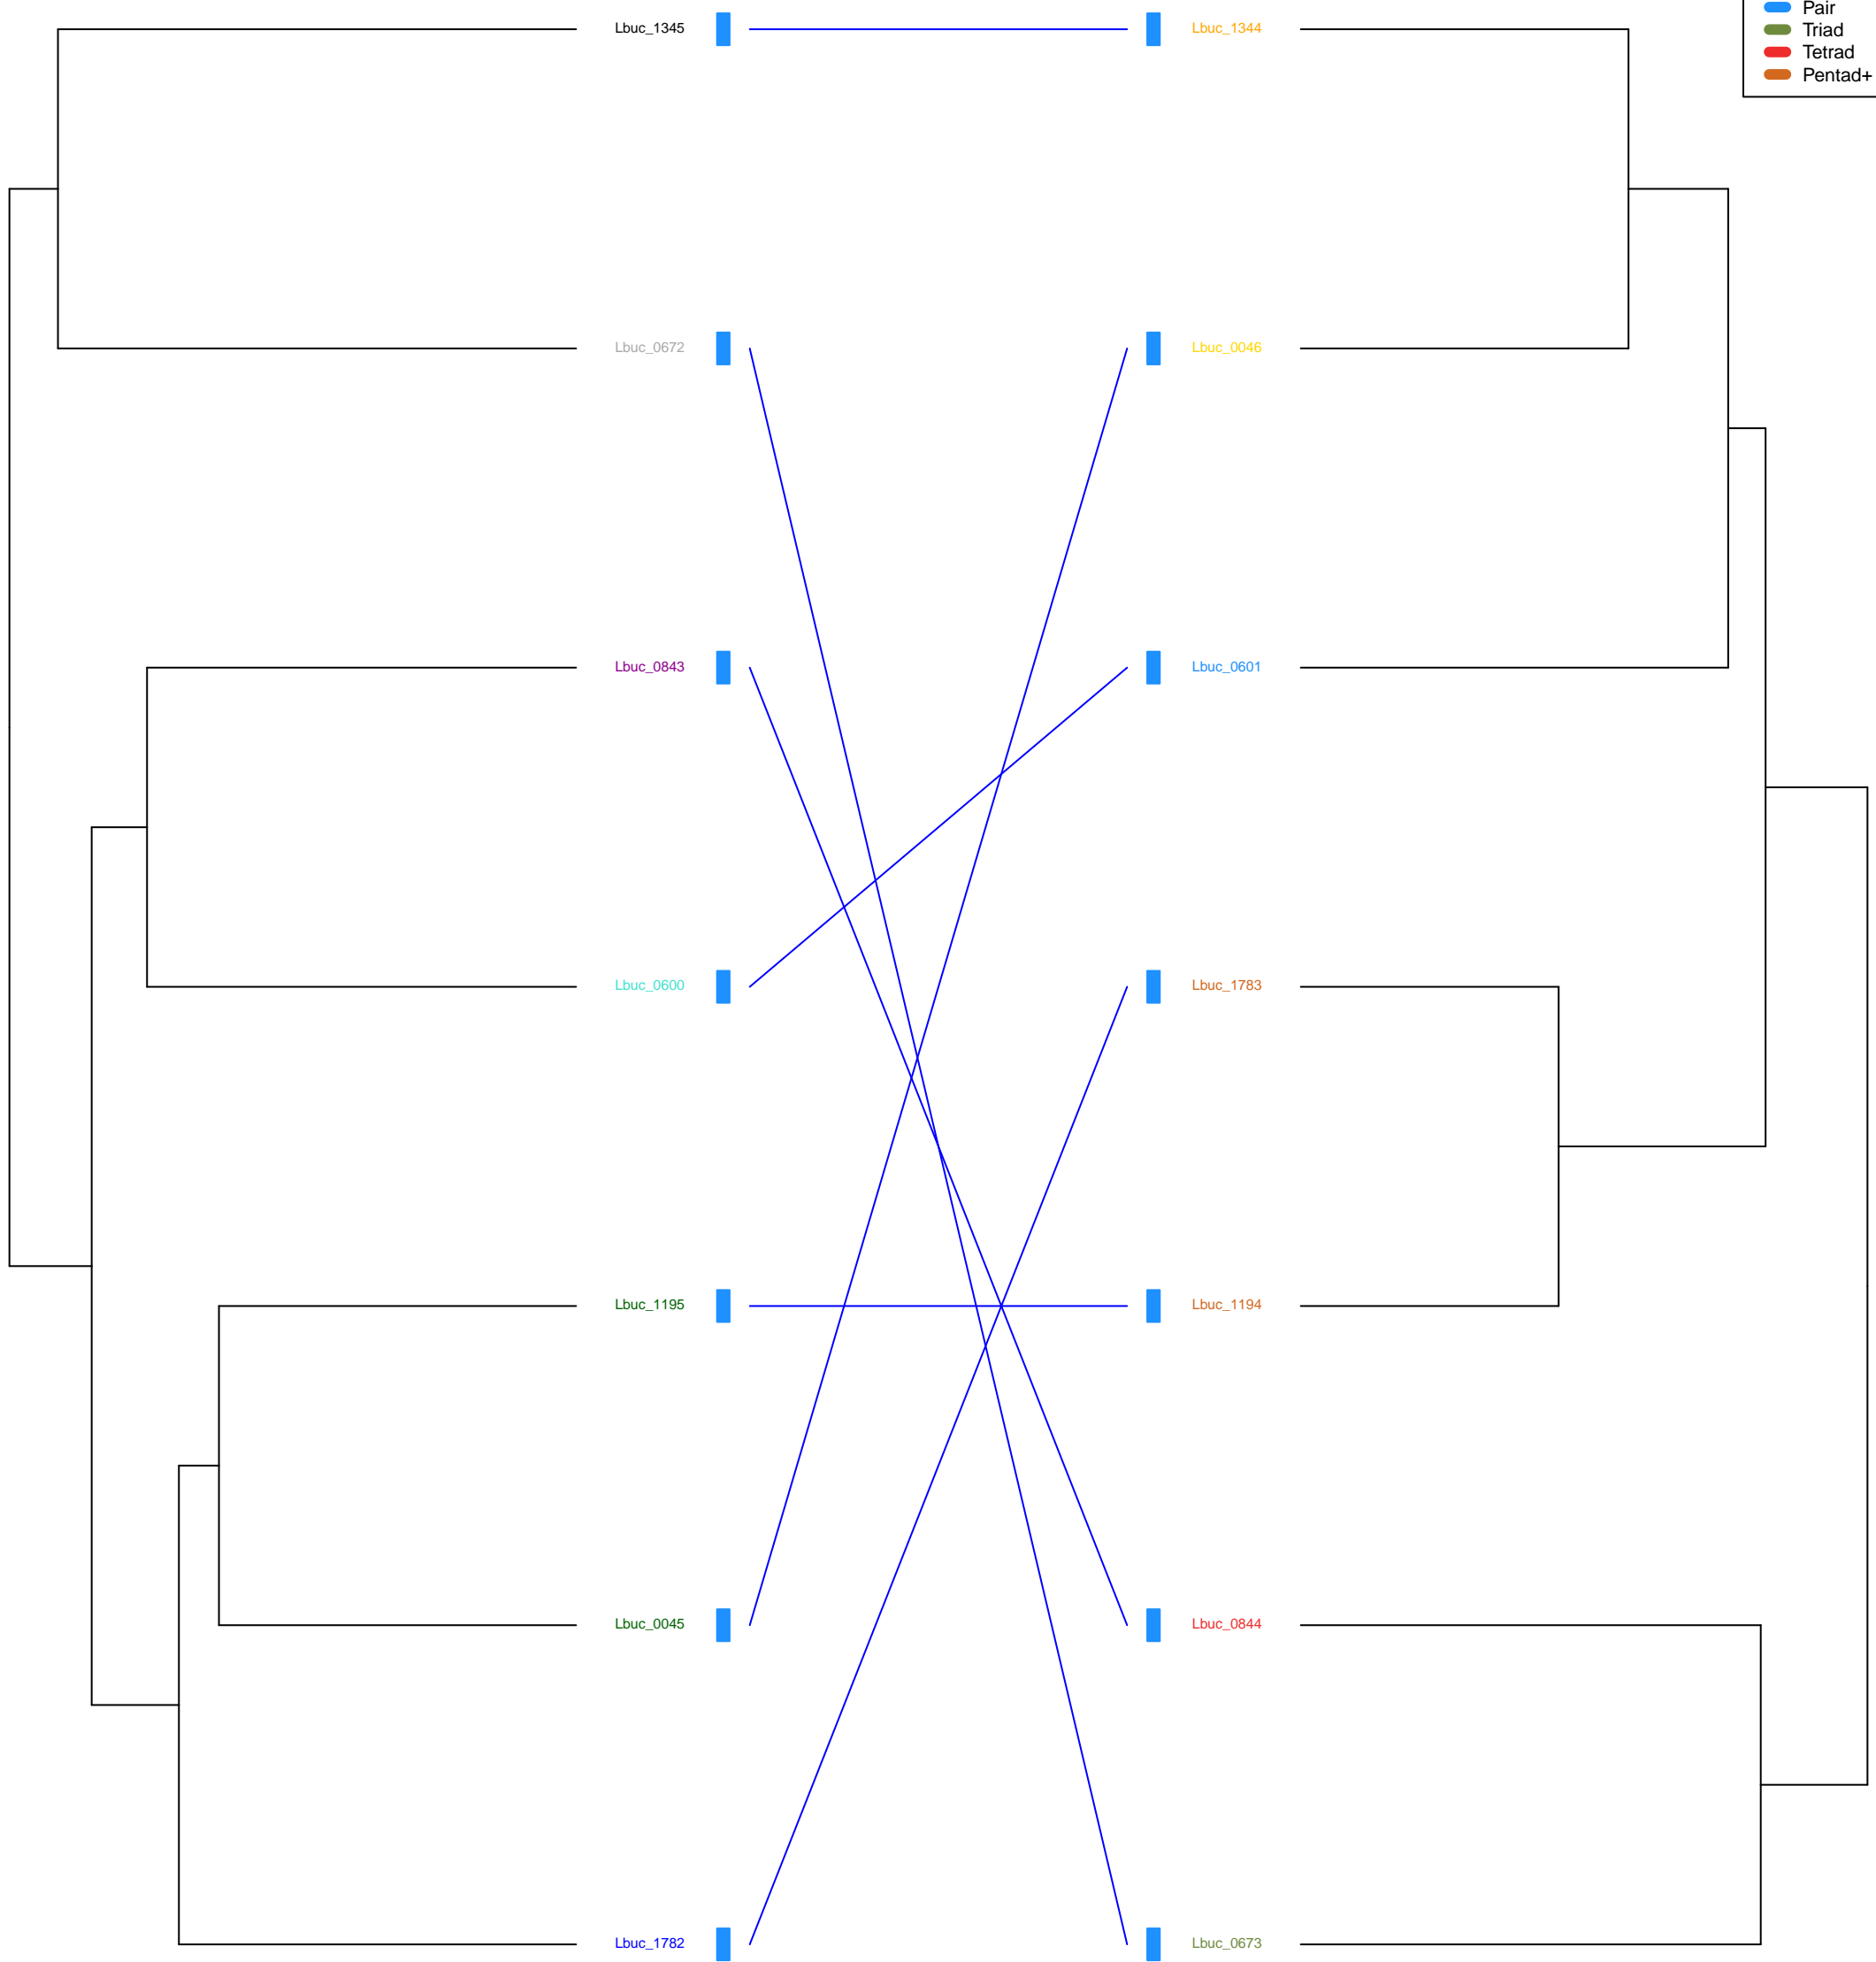 Pair
Triad
Tetrad
Pentad+
Lbuc_1345 Lbuc_1344
Lbuc_0672 Lbuc_0046
Lbuc_0843 Lbuc_0601
Lbuc_0600 Lbuc_1783
Lbuc_1195 Lbuc_1194
Lbuc_0045 Lbuc_0844
Lbuc_1782 Lbuc_0673